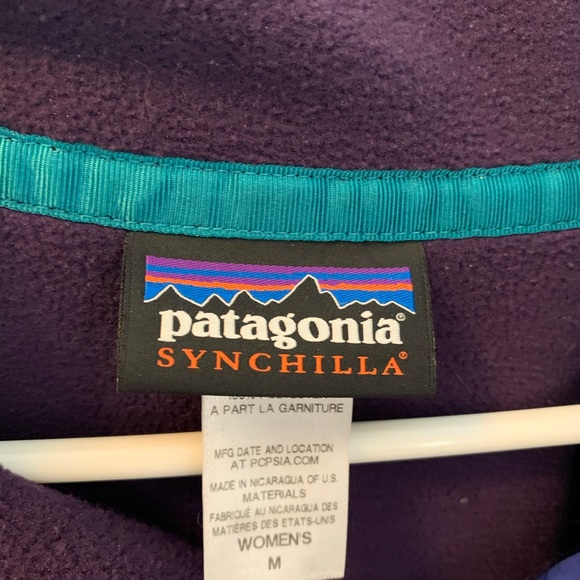 patagonia®
SYNCHILLA®
A PART LA GARNITURE
MFG DATE AND LOCATION
AT PCPSIA.COM
MADE IN NICARAGUA OF U.S.
MATERIALS
FABRIQUÉ AU NICARAGUA DES
MATIÈRES DES ETATS-UNIS
WOMEN'S
M